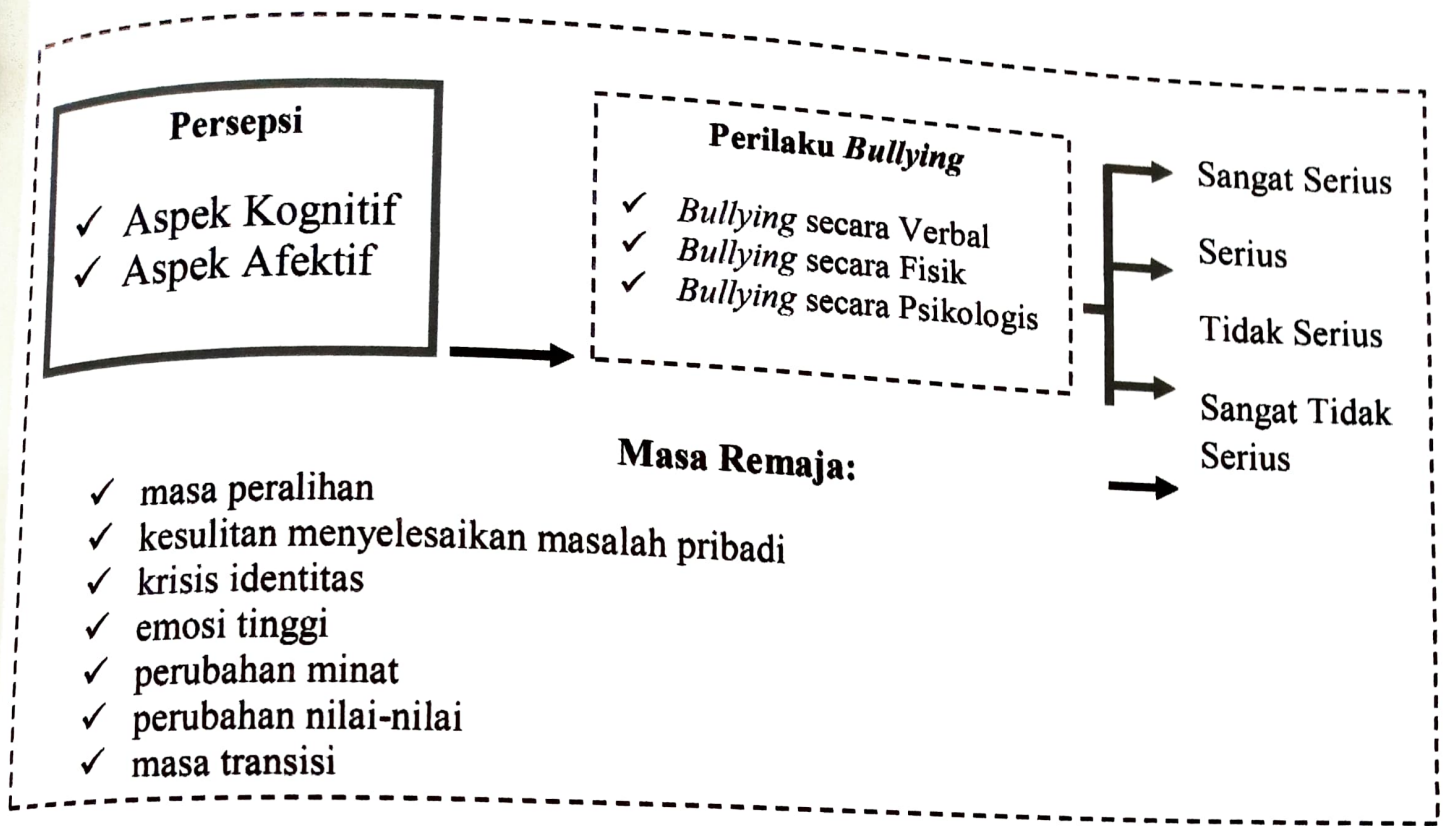 Persepsi
✓ Aspek Kognitif
✓ Aspek Afektif
Perilaku Bullying
✓ Bullying secara Verbal
✓ Bullying secara Fisik
✓ Bullying secara Psikologis
Sangat Serius
Serius
Tidak Serius
Sangat Tidak
Serius
Masa Remaja:
✓ masa peralihan
✓ kesulitan menyelesaikan masalah pribadi
✓ krisis identitas
✓ emosi tinggi
✓ perubahan minat
✓ perubahan nilai-nilai
✓ masa transisi